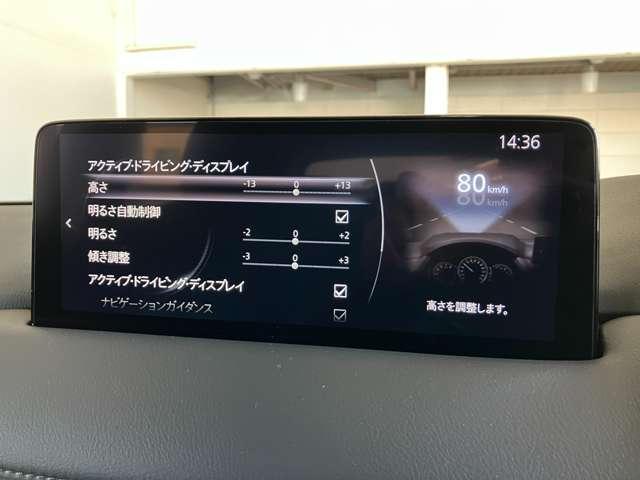 14:36
アクティブ・ドライビング・ディスプレイ
高さ -13 0 +13
明るさ自動制御
明るさ -2 0 +2
傾き調整 -3 0 +3
アクティブ・ドライビング・ディスプレイ
ナビゲーションガイダンス
80 km/h
80 km/h
高さを調整します。